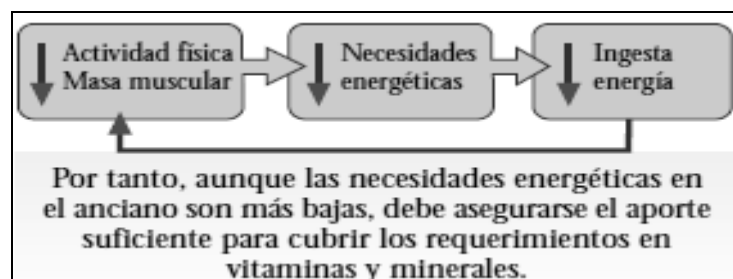 Actividad física
Masa muscular
Necesidades
energéticas
Ingesta
energía
Por tanto, aunque las necesidades energéticas en
el anciano son más bajas, debe asegurarse el aporte
suficiente para cubrir los requerimientos en
vitaminas y minerales.